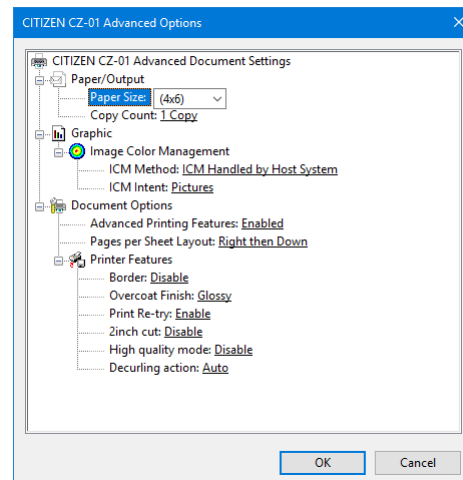 CITIZEN CZ-01 Advanced Options
CITIZEN CZ-01 Advanced Document Settings
Paper/Output
Paper Size: (4x6)
Copy Count: 1 Copy
Graphic
Image Color Management
ICM Method: ICM Handled by Host System
ICM Intent: Pictures
Document Options
Advanced Printing Features: Enabled
Pages per Sheet Layout: Right then Down
Printer Features
Border: Disable
Overcoat Finish: Glossy
Print Re-try: Enable
2inch cut: Disable
High quality mode: Disable
Decurling action: Auto
OK Cancel